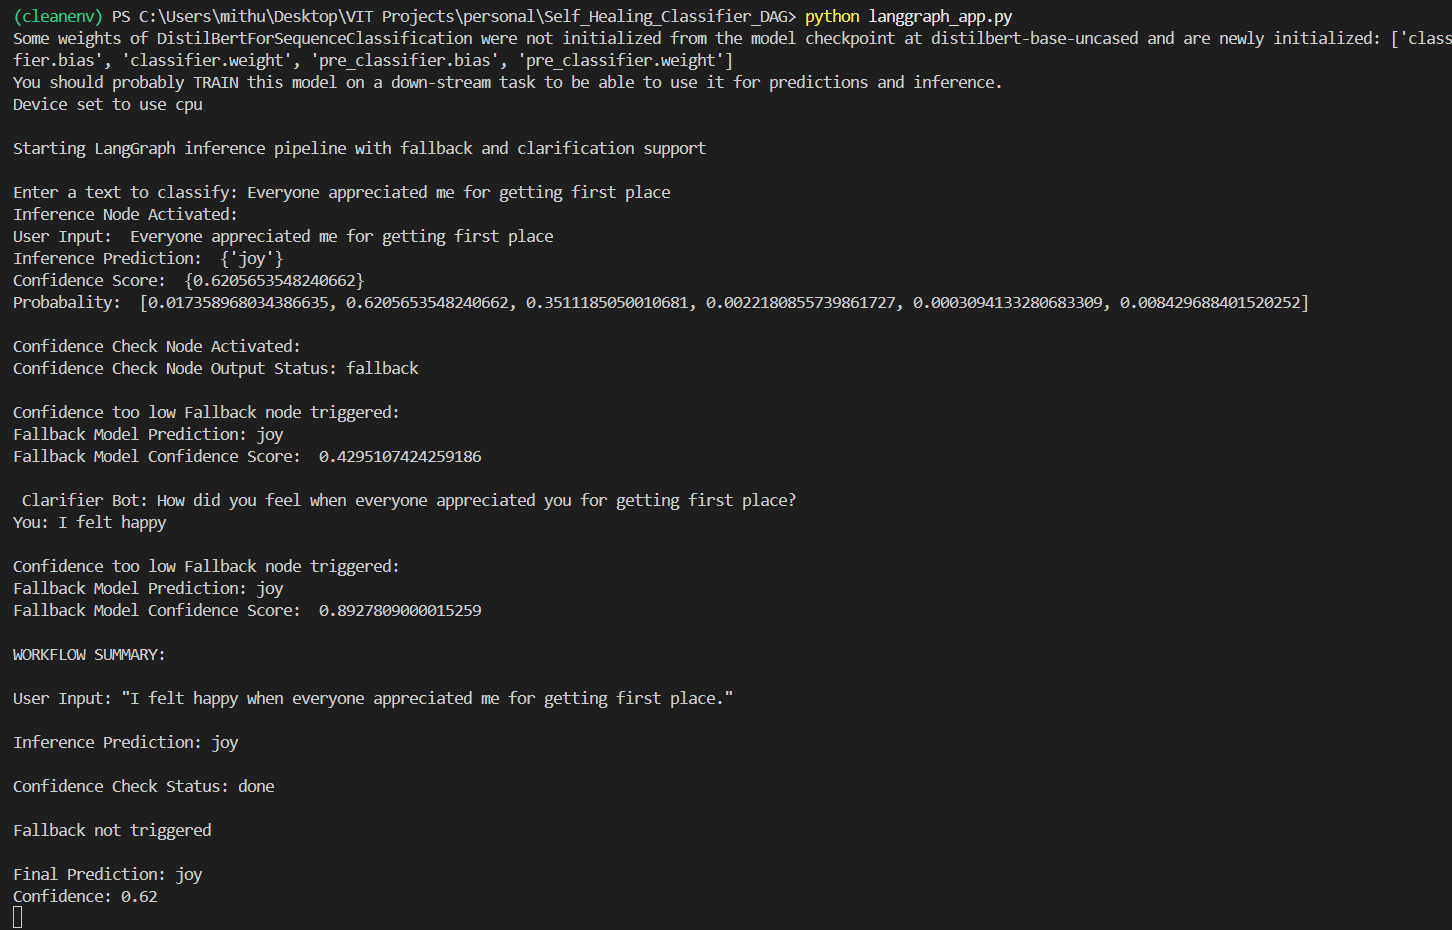 (cleanenv) PS C:\Users\mithu\Desktop\VIT Projects\personal\Self_Healing_Classifier_DAG> python langgraph_app.py
Some weights of DistilBertForSequenceClassification were not initialized from the model checkpoint at distilbert-base-uncased and are newly initialized: ['class
fier.bias', 'classifier.weight', 'pre_classifier.bias', 'pre_classifier.weight']
You should probably TRAIN this model on a down-stream task to be able to use it for predictions and inference.
Device set to use cpu
Starting LangGraph inference pipeline with fallback and clarification support
Enter a text to classify: Everyone appreciated me for getting first place
Inference Node Activated:
User Input:  Everyone appreciated me for getting first place
Inference Prediction:  {'joy'}
Confidence Score:  {0.6205653548240662}
Probabality:  [0.017358968034386635, 0.6205653548240662, 0.3511185050010681, 0.0022180855739861727, 0.0003094133280683309, 0.008429688401520252]
Confidence Check Node Activated:
Confidence Check Node Output Status: fallback
Confidence too low Fallback node triggered:
Fallback Model Prediction: joy
Fallback Model Confidence Score:  0.4295107424259186
Clarifier Bot: How did you feel when everyone appreciated you for getting first place?
You: I felt happy
Confidence too low Fallback node triggered:
Fallback Model Prediction: joy
Fallback Model Confidence Score:  0.8927809000015259
WORKFLOW SUMMARY:
User Input: "I felt happy when everyone appreciated me for getting first place."
Inference Prediction: joy
Confidence Check Status: done
Fallback not triggered
Final Prediction: joy
Confidence: 0.62